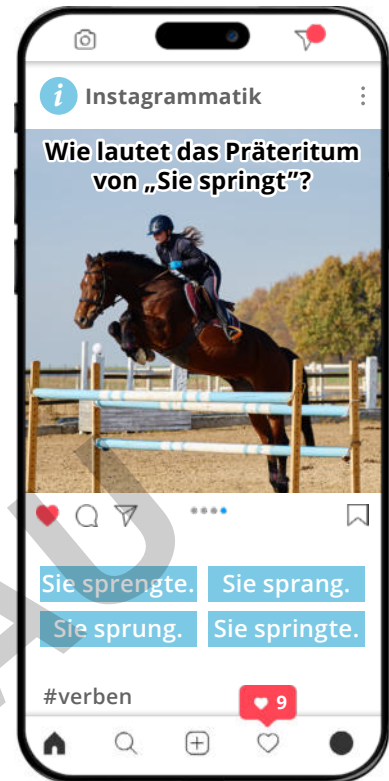 i Instagrammatik
Wie lautet das Präteritum
von „Sie springt”?
Sie sprengte. Sie sprang.
Sie sprung. Sie springte.
#verben
9